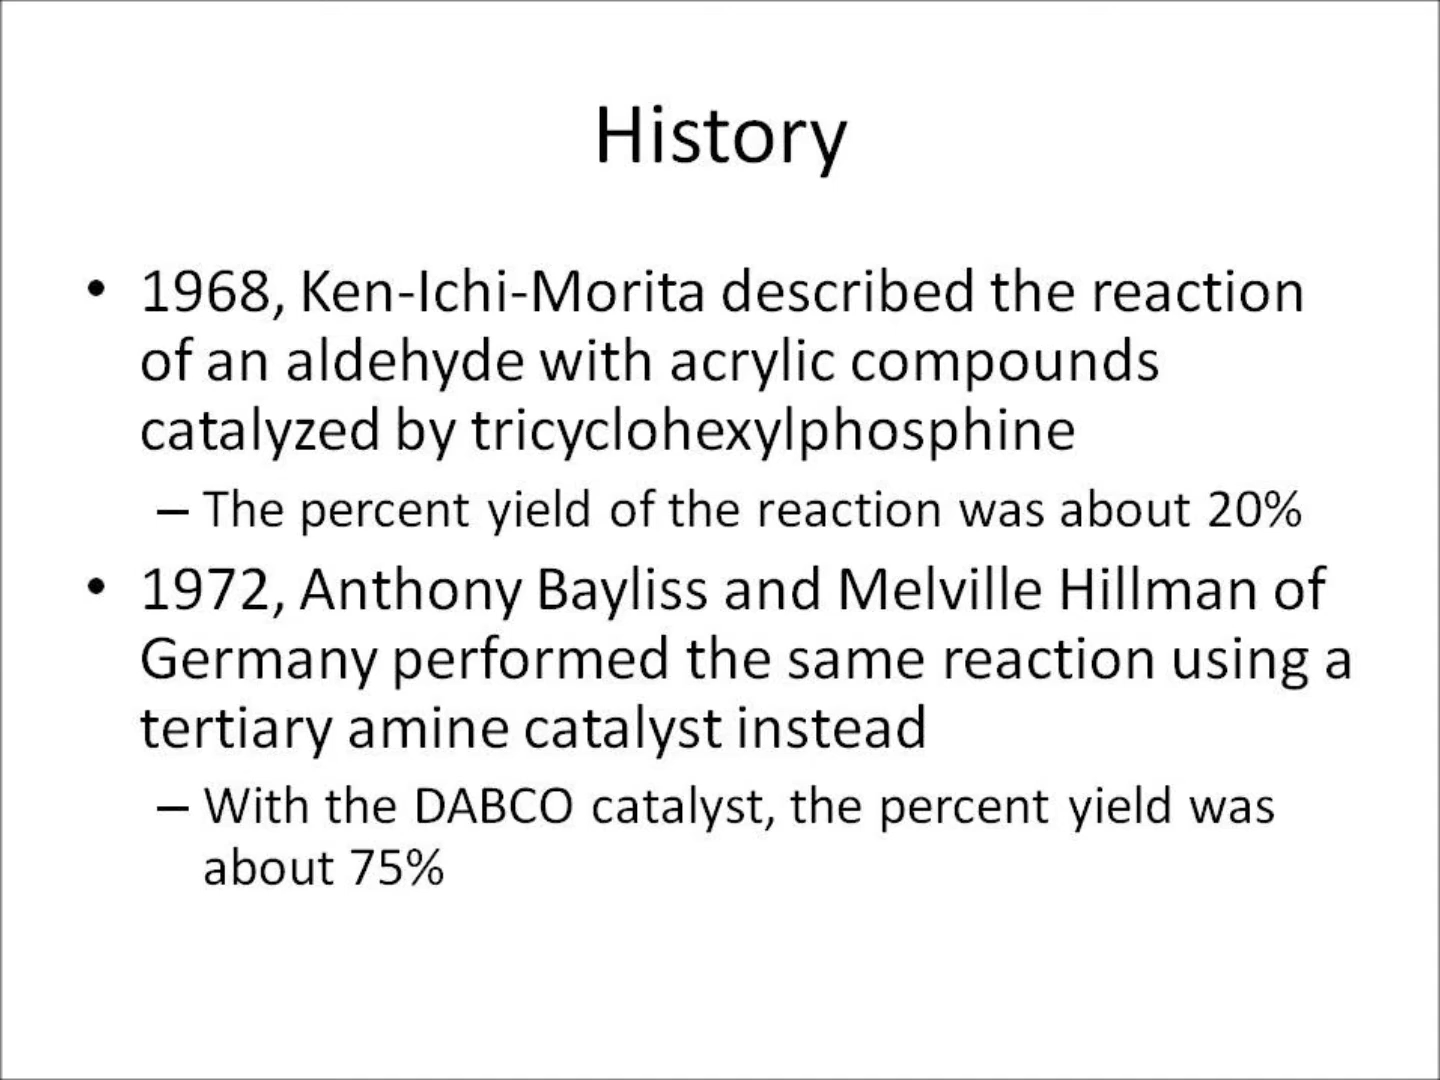 History
• 1968, Ken-Ichi-Morita described the reaction
of an aldehyde with acrylic compounds
catalyzed by tricyclohexylphosphine
– The percent yield of the reaction was about 20%
• 1972, Anthony Bayliss and Melville Hillman of
Germany performed the same reaction using a
tertiary amine catalyst instead
– With the DABCO catalyst, the percent yield was
about 75%